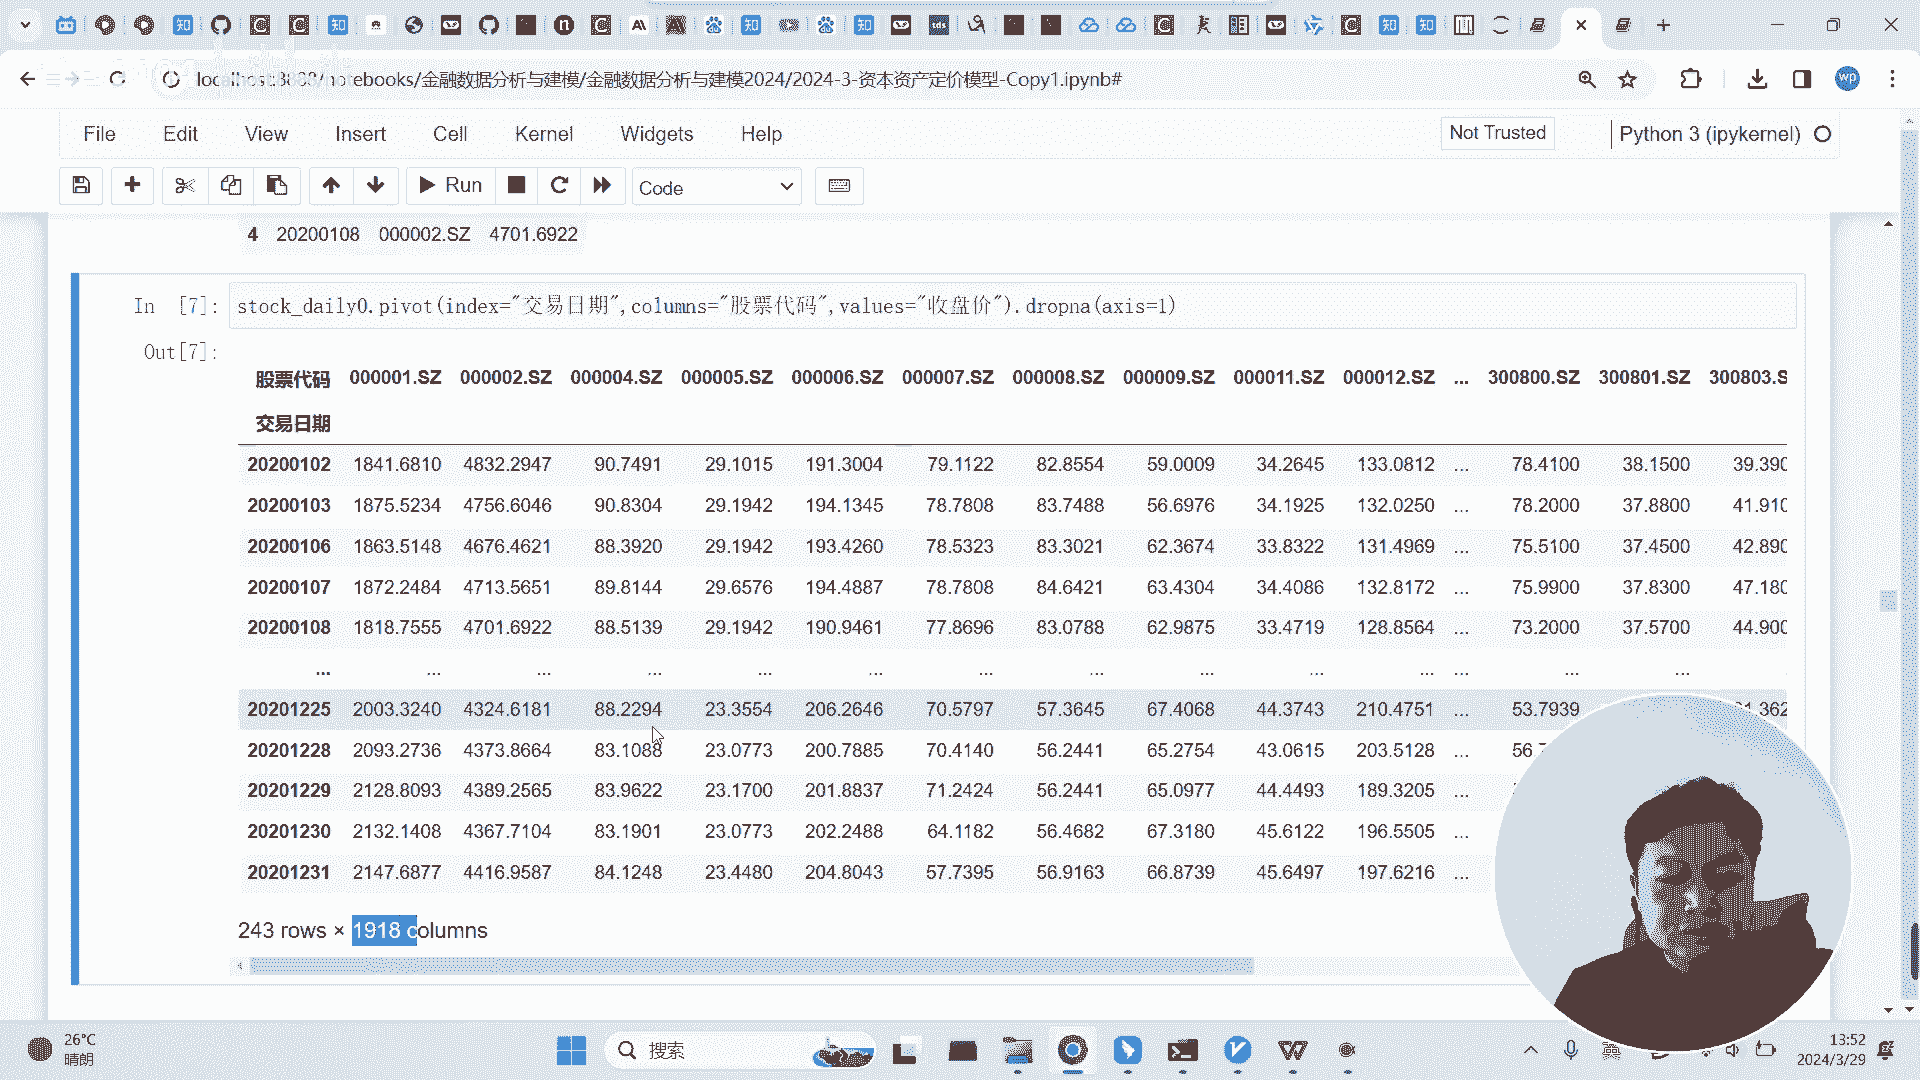 localhost:8888/notebooks/金融数据分析与建模/金融数据分析与建模2024/2024-3-资本资产定价模型-Copy1.ipynb#
wp
File Edit View Insert Cell Kernel Widgets Help
Not Trusted
Python 3 (ipykernel)
Run
Code
4 20200108 000002.SZ 4701.6922
In [7]: stock_daily0.pivot(index="交易日期",columns="股票代码",values="收盘价").dropna(axis=1)
Out[7]:
股票代码 000001.SZ 000002.SZ 000004.SZ 000005.SZ 000006.SZ 000007.SZ 000008.SZ 000009.SZ 000011.SZ 000012.SZ ... 300800.SZ 300801.SZ 300803.S
交易日期
20200102 1841.6810 4832.2947 90.7491 29.1015 191.3004 79.1122 82.8554 59.0009 34.2645 133.0812 ... 78.4100 38.1500 39.390
20200103 1875.5234 4756.6046 90.8304 29.1942 194.1345 78.7808 83.7488 56.6976 34.1925 132.0250 ... 78.2000 37.8800 41.910
20200106 1863.5148 4676.4621 88.3920 29.1942 193.4260 78.5323 83.3021 62.3674 33.8322 131.4969 ... 75.5100 37.4500 42.890
20200107 1872.2484 4713.5651 89.8144 29.6576 194.4887 78.7808 84.6421 63.4304 34.4086 132.8172 ... 75.9900 37.8300 47.180
20200108 1818.7555 4701.6922 88.5139 29.1942 190.9461 77.8696 83.0788 62.9875 33.4719 128.8564 ... 73.2000 37.5700 44.900
... ... ... ... ... ... ... ... ... ... ... ... ... ...
20201225 2003.3240 4324.6181 88.2294 23.3554 206.2646 70.5797 57.3645 67.4068 44.3743 210.4751 ... 53.7939 1.362
20201228 2093.2736 4373.8664 83.1088 23.0773 200.7885 70.4140 56.2441 65.2754 43.0615 203.5128 ... 56.7
20201229 2128.8093 4389.2565 83.9622 23.1700 201.8837 71.2424 56.2441 65.0977 44.4493 189.3205 ...
20201230 2132.1408 4367.7104 83.1901 23.0773 202.2488 64.1182 56.4682 67.3180 45.6122 196.5505 ...
20201231 2147.6877 4416.9587 84.1248 23.4480 204.8043 57.7395 56.9163 66.8739 45.6497 197.6216 ...
243 rows × 1918 columns
26°C
晴朗
搜索
英
13:52
2024/3/29